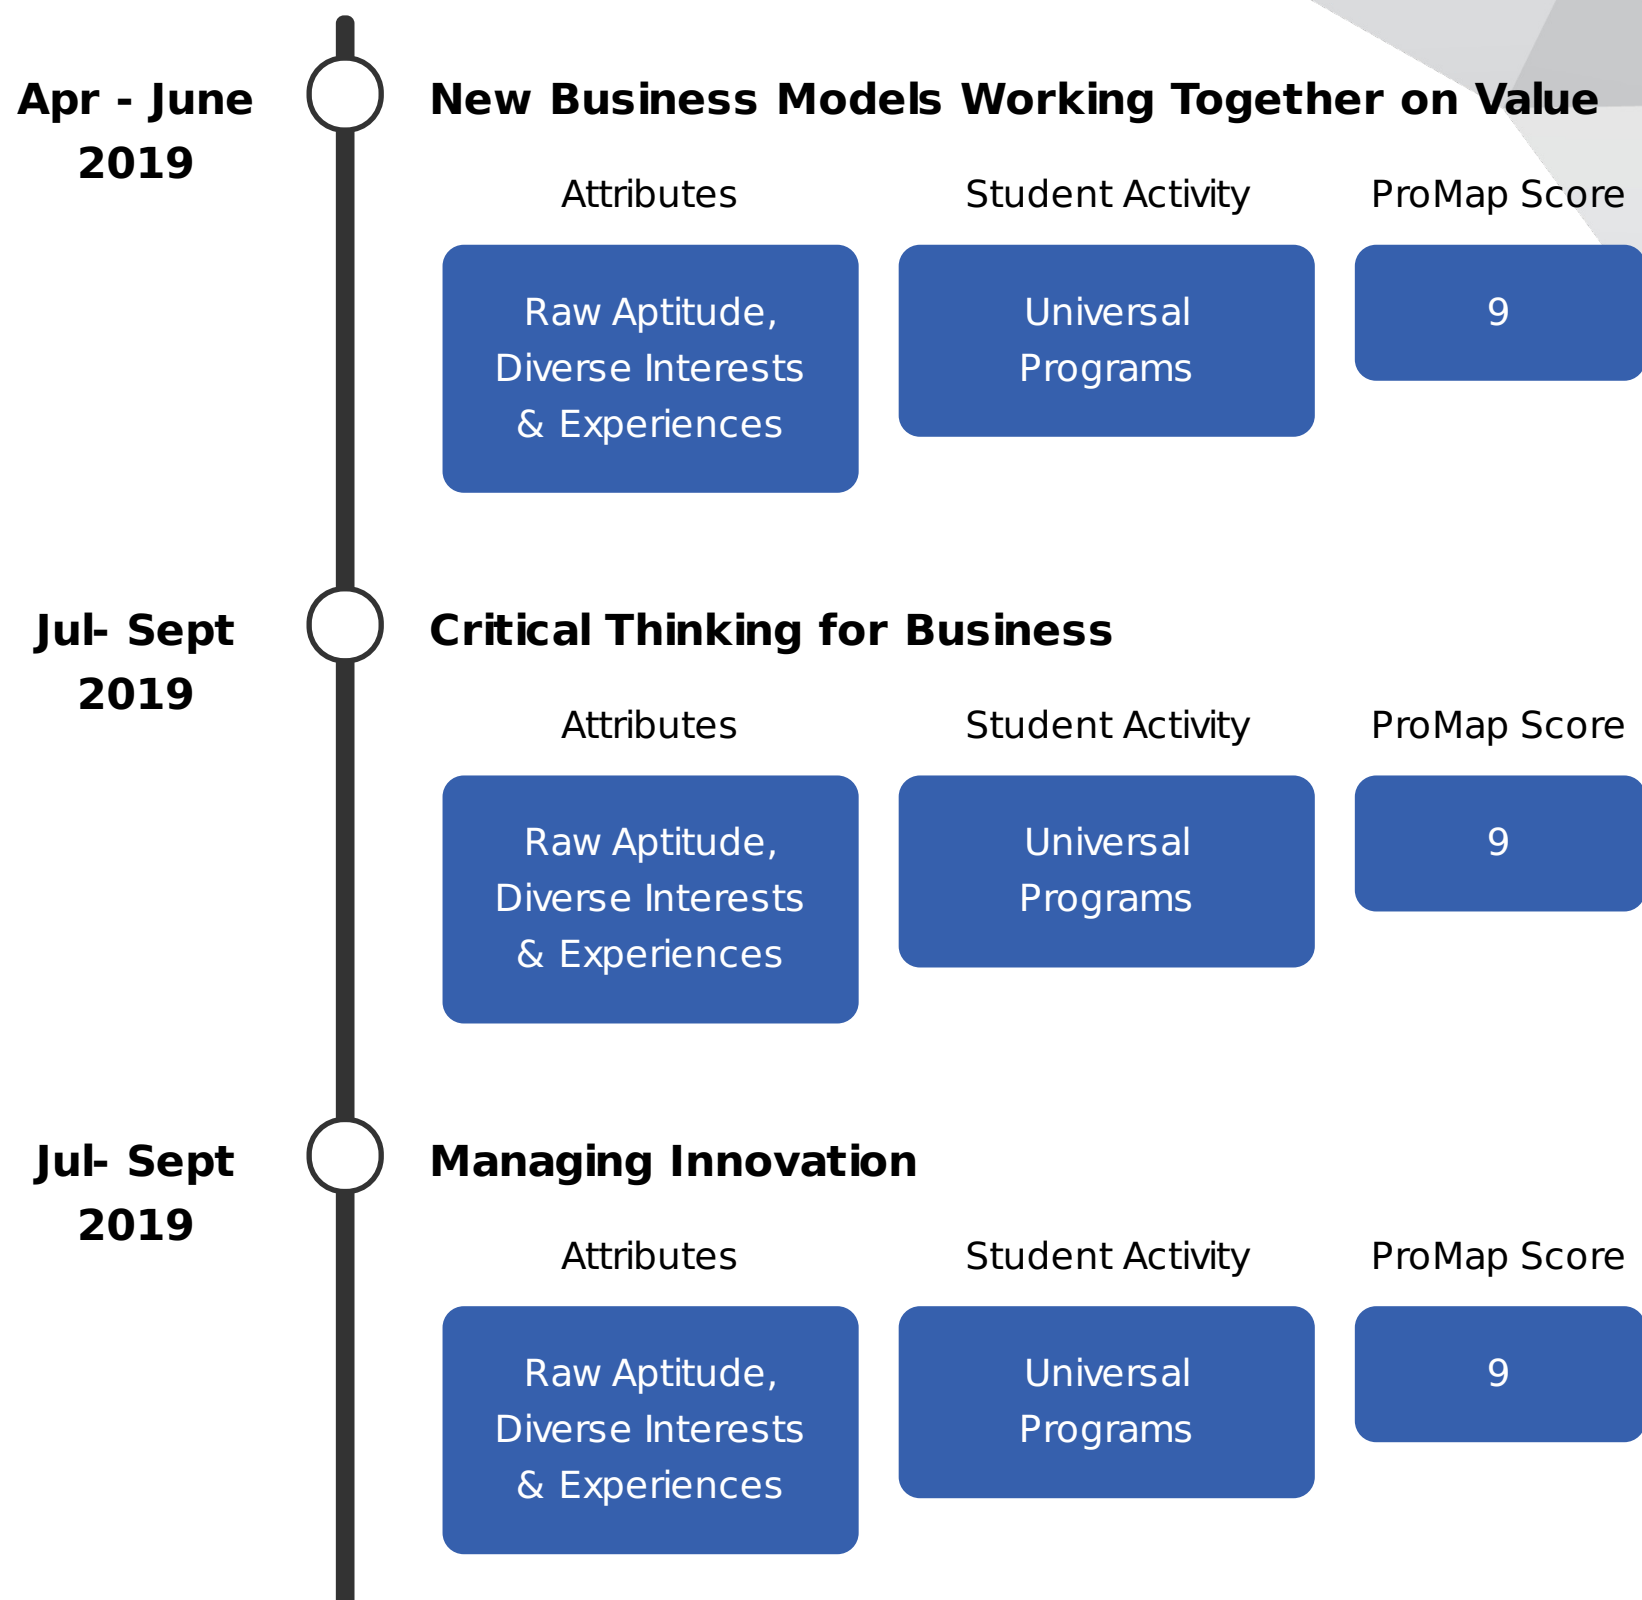 Apr - June
2019
New Business Models Working Together on Value
Attributes
Student Activity
ProMap Score
Raw Aptitude,
Diverse Interests
& Experiences
Universal
Programs
9
Jul- Sept
2019
Critical Thinking for Business
Attributes
Student Activity
ProMap Score
Raw Aptitude,
Diverse Interests
& Experiences
Universal
Programs
9
Jul- Sept
2019
Managing Innovation
Attributes
Student Activity
ProMap Score
Raw Aptitude,
Diverse Interests
& Experiences
Universal
Programs
9